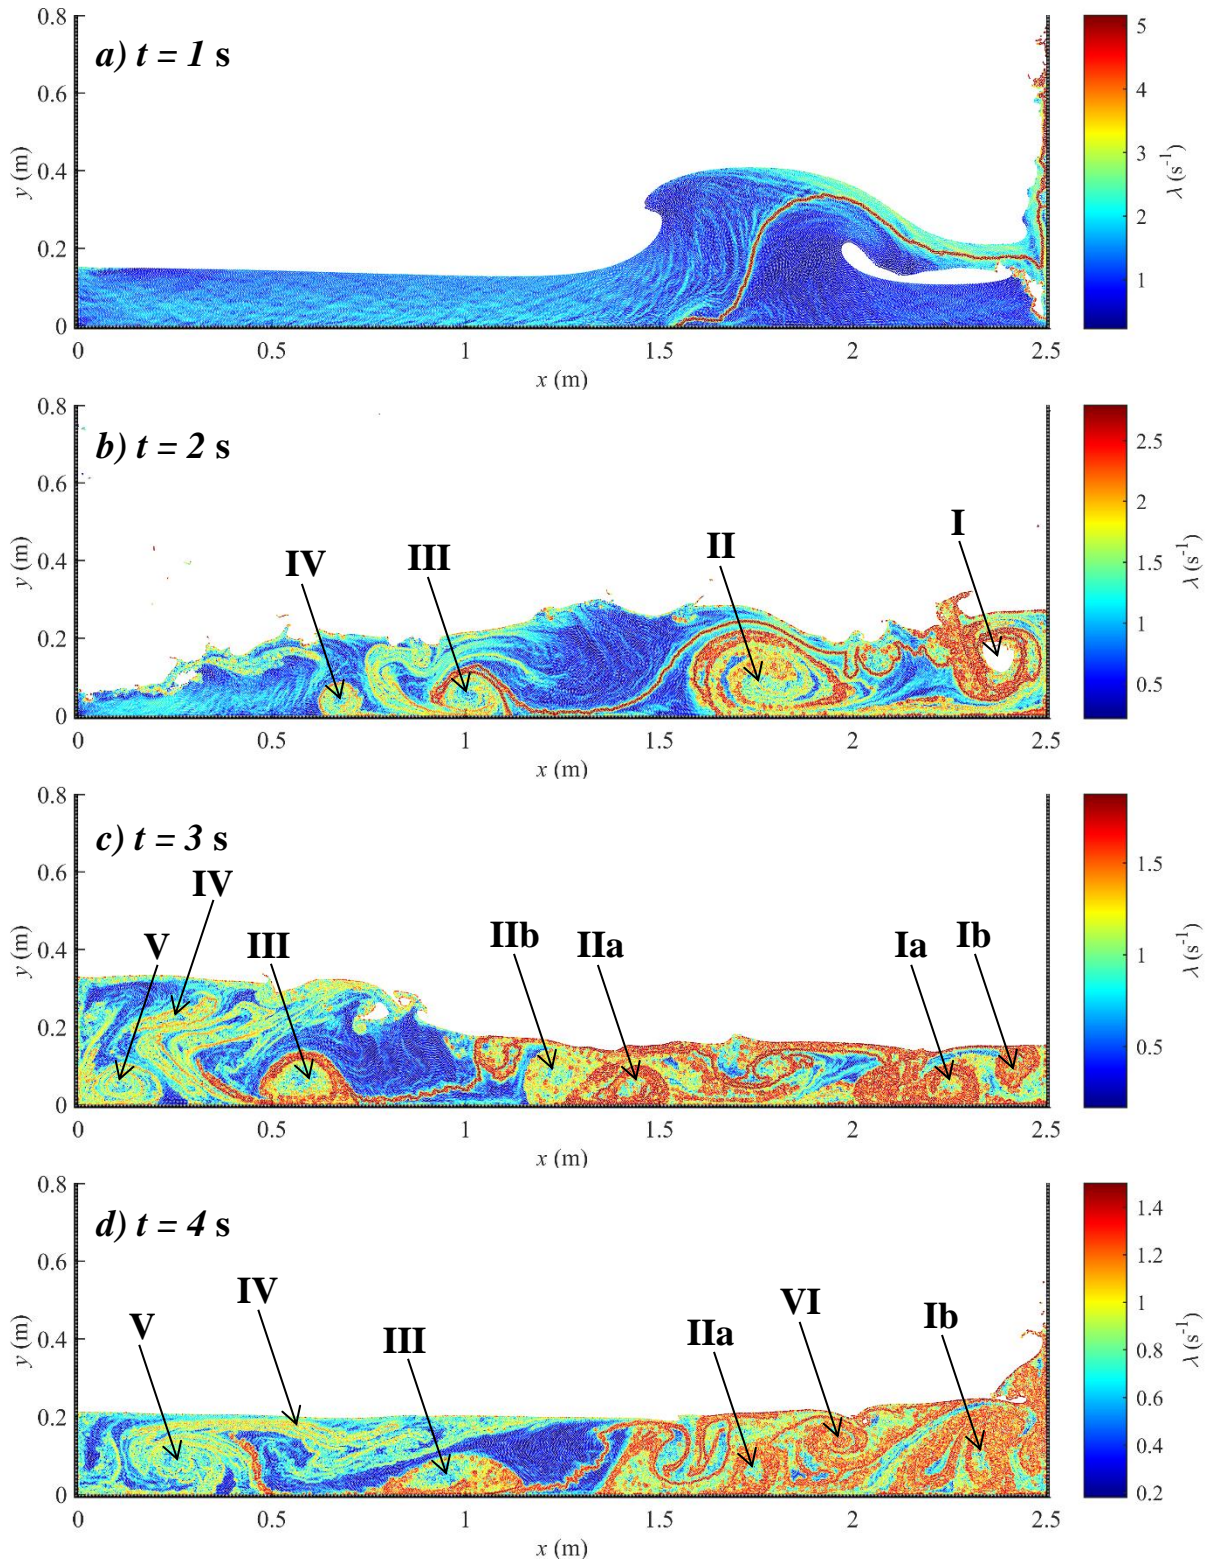 a) t = 1 s
0.8
0.6
0.4
0.2
0
y (m)
0 0.5 1 1.5 2 2.5
x (m)
5
4
3
2
1
λ (s⁻¹)
b) t = 2 s
0.8
0.6
0.4
0.2
0
y (m)
IV III II I
0 0.5 1 1.5 2 2.5
x (m)
2.5
2
1.5
1
0.5
λ (s⁻¹)
c) t = 3 s
0.8
0.6
0.4
0.2
0
y (m)
IV
V III IIb IIa Ia Ib
0 0.5 1 1.5 2 2.5
x (m)
1.5
1
0.5
λ (s⁻¹)
d) t = 4 s
0.8
0.6
0.4
0.2
0
y (m)
IV
V III IIa VI Ib
0 0.5 1 1.5 2 2.5
x (m)
1.4
1.2
1
0.8
0.6
0.4
0.2
λ (s⁻¹)